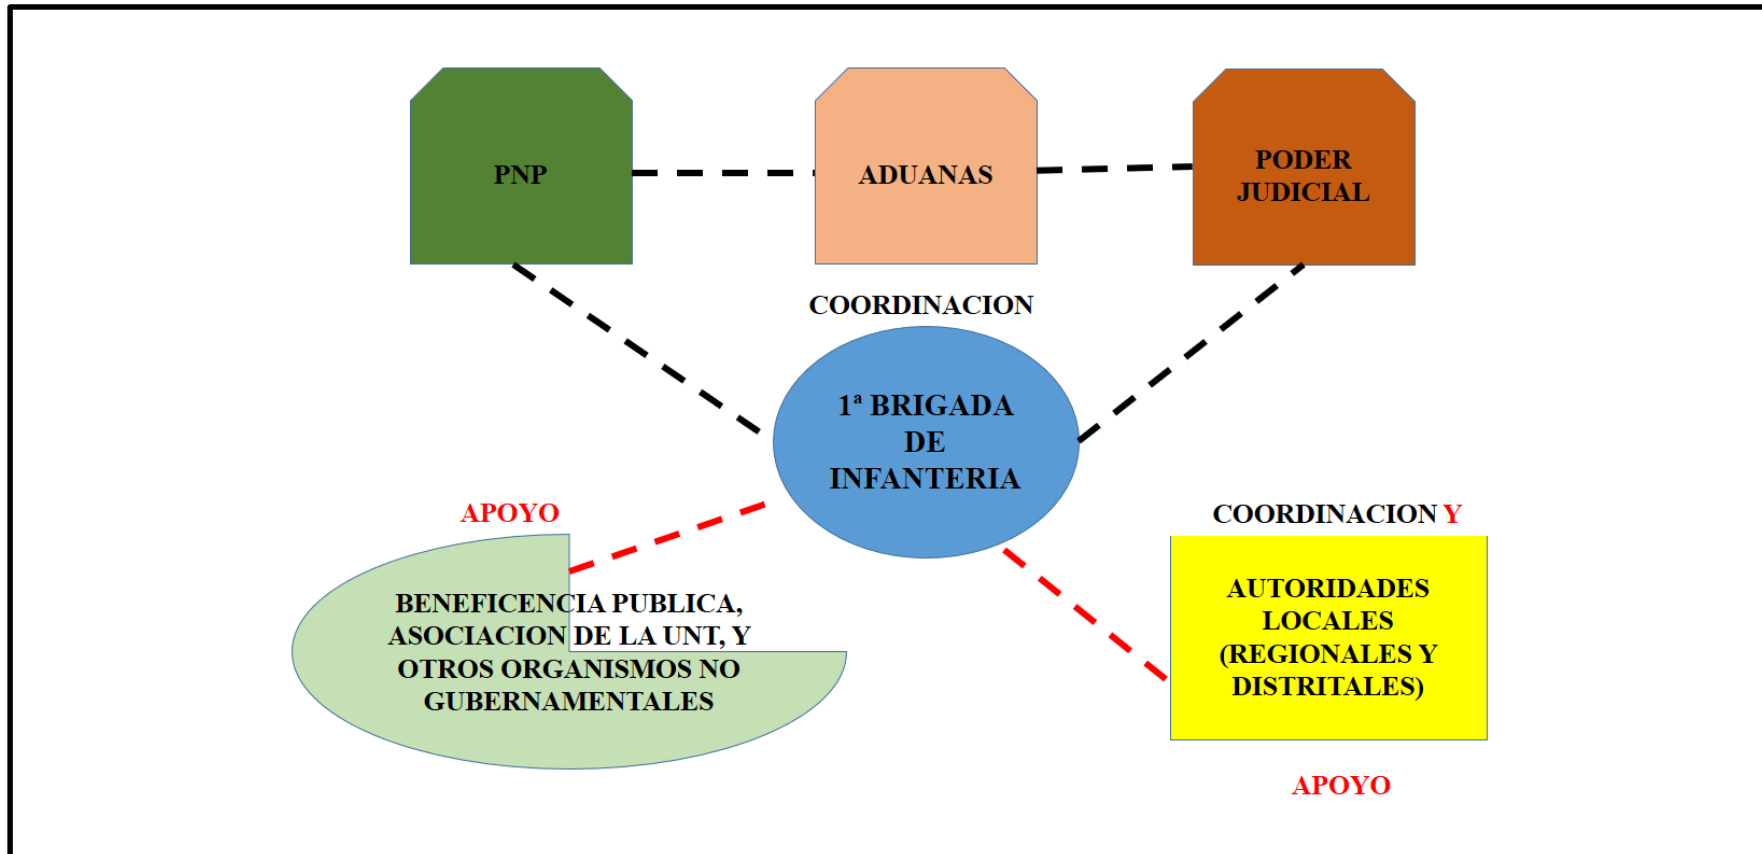 PNP
ADUANAS
PODER
JUDICIAL
COORDINACION
1ª BRIGADA
DE
INFANTERIA
APOYO
BENEFICENCIA PUBLICA,
ASOCIACION DE LA UNT, Y
OTROS ORGANISMOS NO
GUBERNAMENTALES
COORDINACION Y
AUTORIDADES
LOCALES
(REGIONALES Y
DISTRITALES)
APOYO